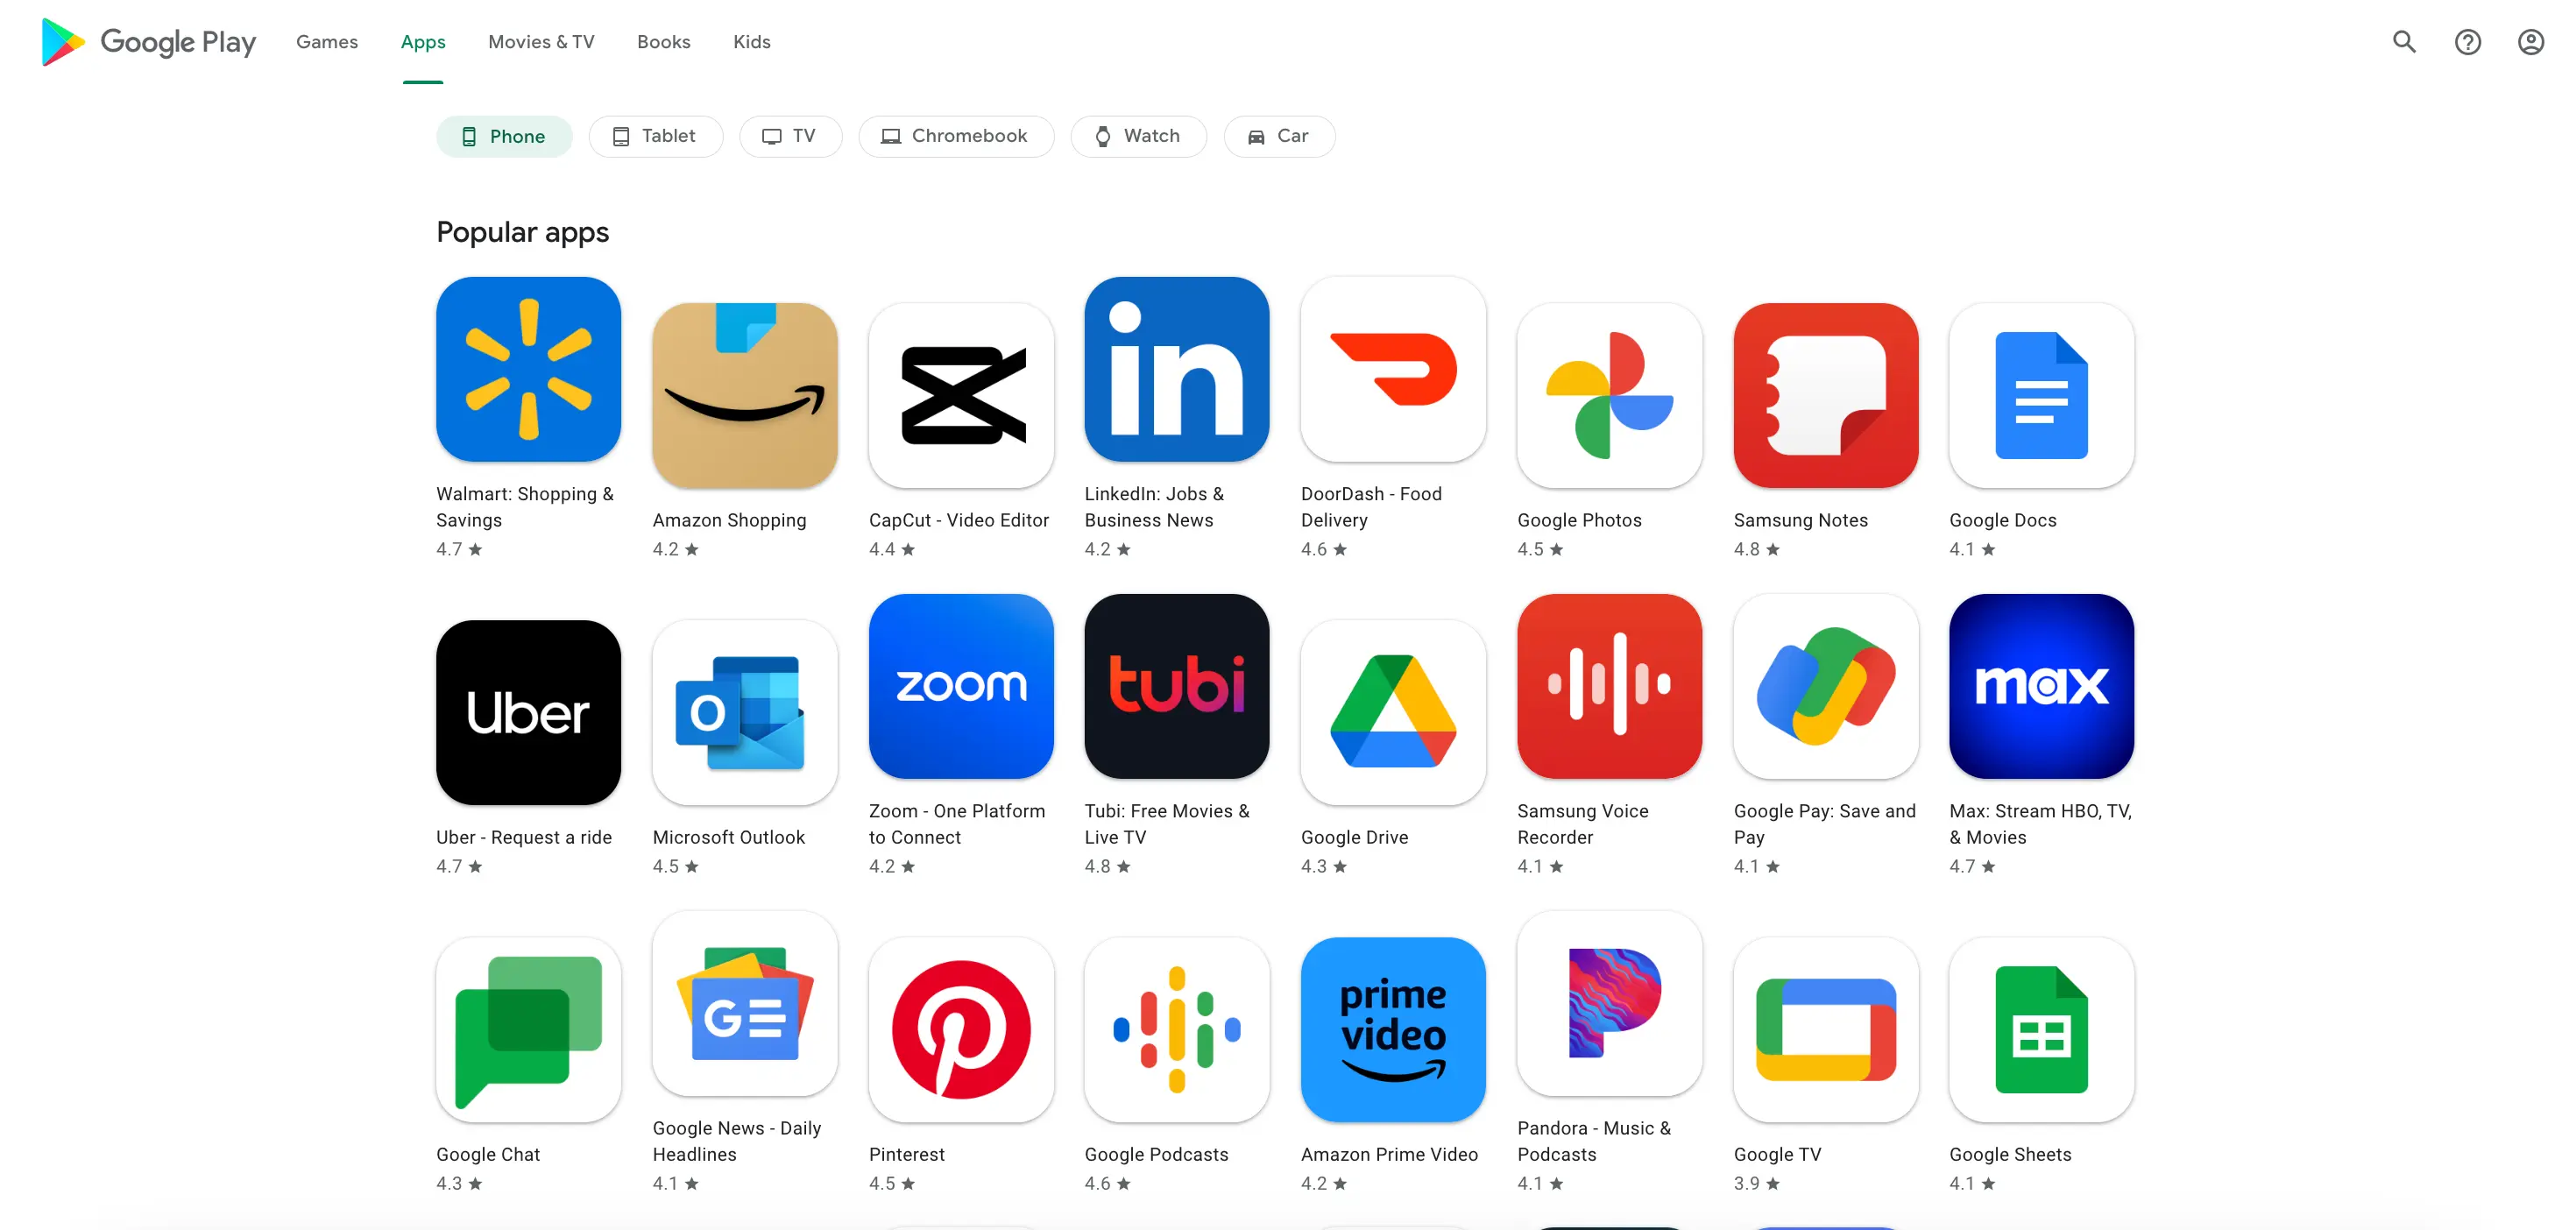 Google Play Games Apps Movies & TV Books Kids
Phone Tablet TV Chromebook Watch Car
Popular apps
in
Walmart: Shopping & Savings
4.7 ★
Amazon Shopping
4.2 ★
CapCut - Video Editor
4.4 ★
LinkedIn: Jobs & Business News
4.2 ★
DoorDash - Food Delivery
4.6 ★
Google Photos
4.5 ★
Samsung Notes
4.8 ★
Google Docs
4.1 ★
Uber
Uber - Request a ride
4.7 ★
O
Microsoft Outlook
4.5 ★
zoom
Zoom - One Platform to Connect
4.2 ★
tubi
Tubi: Free Movies & Live TV
4.8 ★
Google Drive
4.3 ★
Samsung Voice Recorder
4.1 ★
Google Pay: Save and Pay
4.1 ★
max
Max: Stream HBO, TV, & Movies
4.7 ★
Google Chat
4.3 ★
G
Google News - Daily Headlines
4.1 ★
Pinterest
4.5 ★
Google Podcasts
4.6 ★
prime
video
Amazon Prime Video
4.2 ★
Pandora - Music & Podcasts
4.1 ★
Google TV
3.9 ★
Google Sheets
4.1 ★